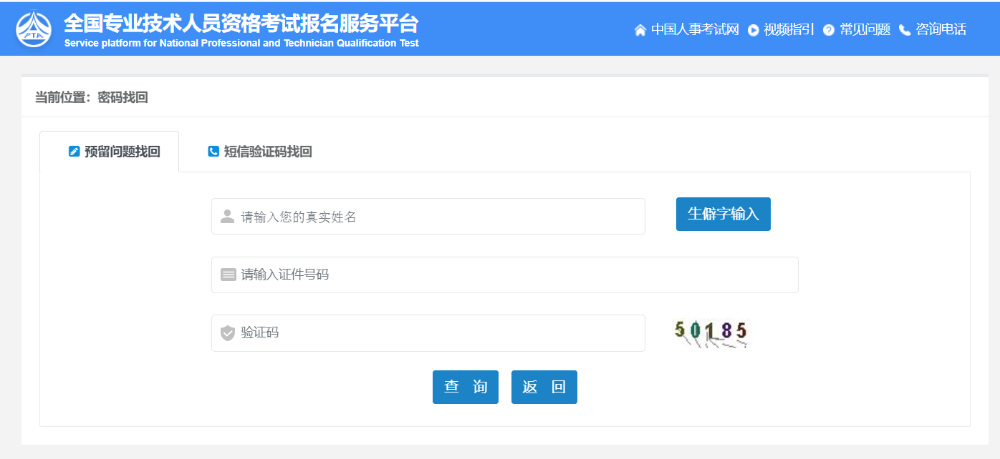 全国专业技术人员资格考试报名服务平台
Service platform for National Professional and Technician Qualification Test
PTA
中国人事考试网 视频指引 常见问题 咨询电话
当前位置：密码找回
预留问题找回 短信验证码找回
请输入您的真实姓名 生僻字输入
请输入证件号码
验证码 50185
查 询 返 回